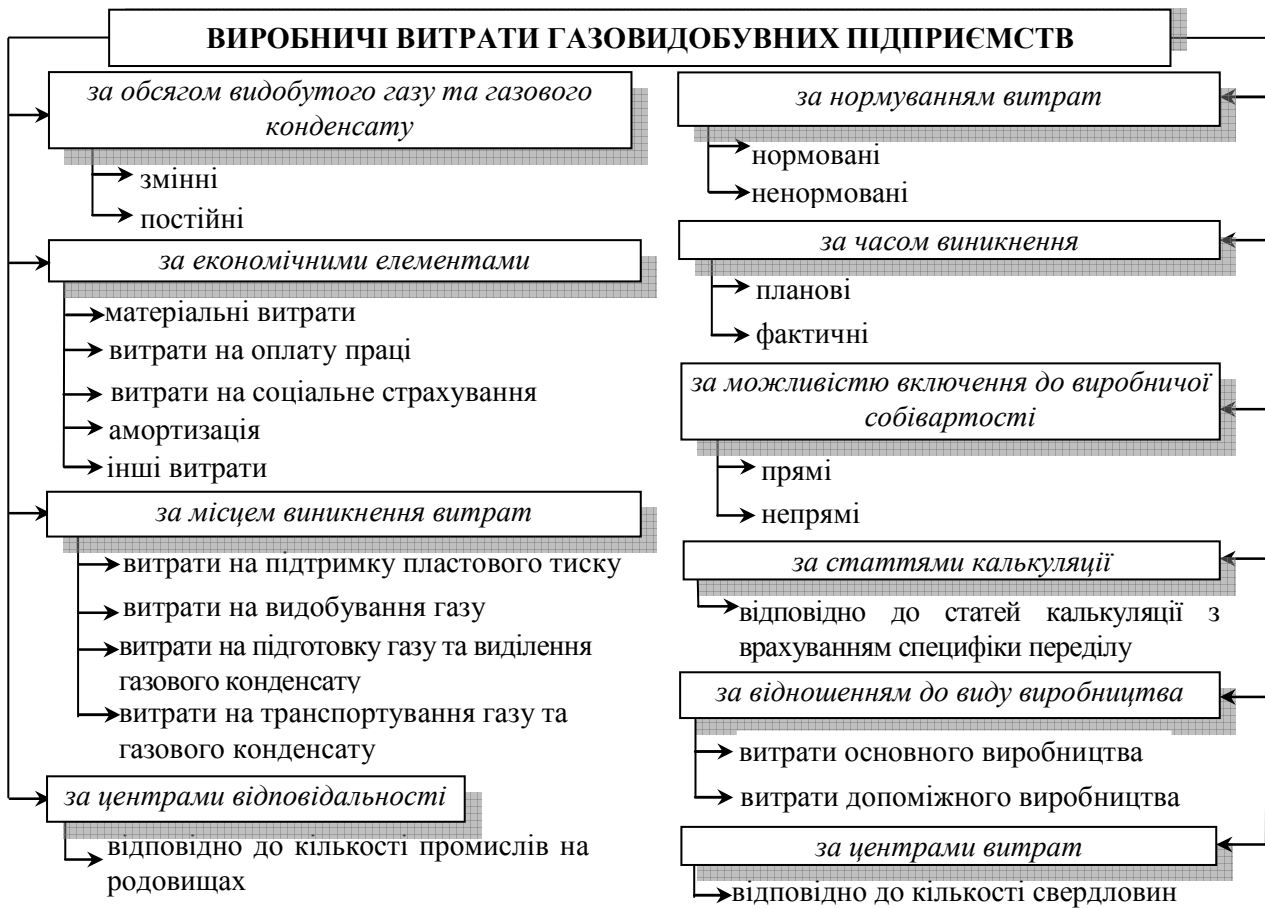 ВИРОБНИЧІ ВИТРАТИ ГАЗОВИДОБУВНИХ ПІДПРИЄМСТВ
за обсягом видобутого газу та газового
конденсату
змінні
постійні
за економічними елементами
матеріальні витрати
витрати на оплату праці
витрати на соціальне страхування
амортизація
інші витрати
за місцем виникнення витрат
витрати на підтримку пластового тиску
витрати на видобування газу
витрати на підготовку газу та виділення
газового конденсату
витрати на транспортування газу та
газового конденсату
за центрами відповідальності
відповідно до кількості промислів на
родовищах
за нормуванням витрат
нормовані
ненормовані
за часом виникнення
планові
фактичні
за можливістю включення до виробничої
собівартості
прямі
непрямі
за статтями калькуляції
відповідно до статей калькуляції з
врахуванням специфіки переділу
за відношенням до виду виробництва
витрати основного виробництва
витрати допоміжного виробництва
за центрами витрат
відповідно до кількості свердловин